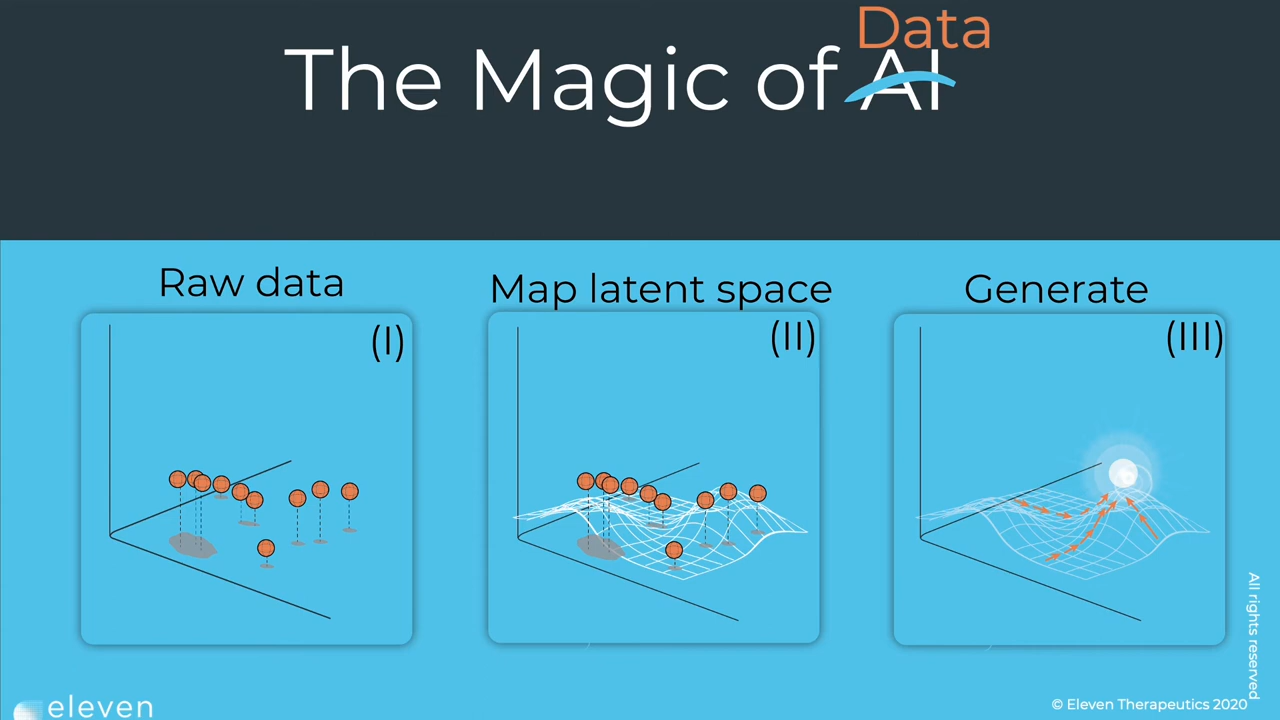 Data
The Magic of AI
Raw data
Map latent space
Generate
(I)
(II)
(III)
All rights reserved
eleven
© Eleven Therapeutics 2020